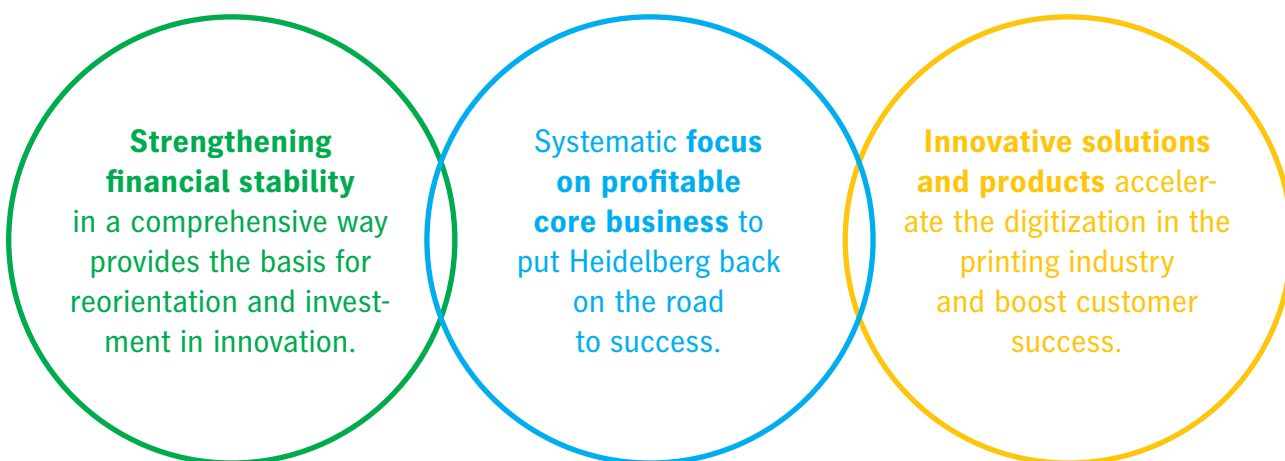 Strengthening
financial stability
in a comprehensive way
provides the basis for
reorientation and invest-
ment in innovation.
Systematic focus
on profitable
core business to
put Heidelberg back
on the road
to success.
Innovative solutions
and products acceler-
ate the digitization in the
printing industry
and boost customer
success.